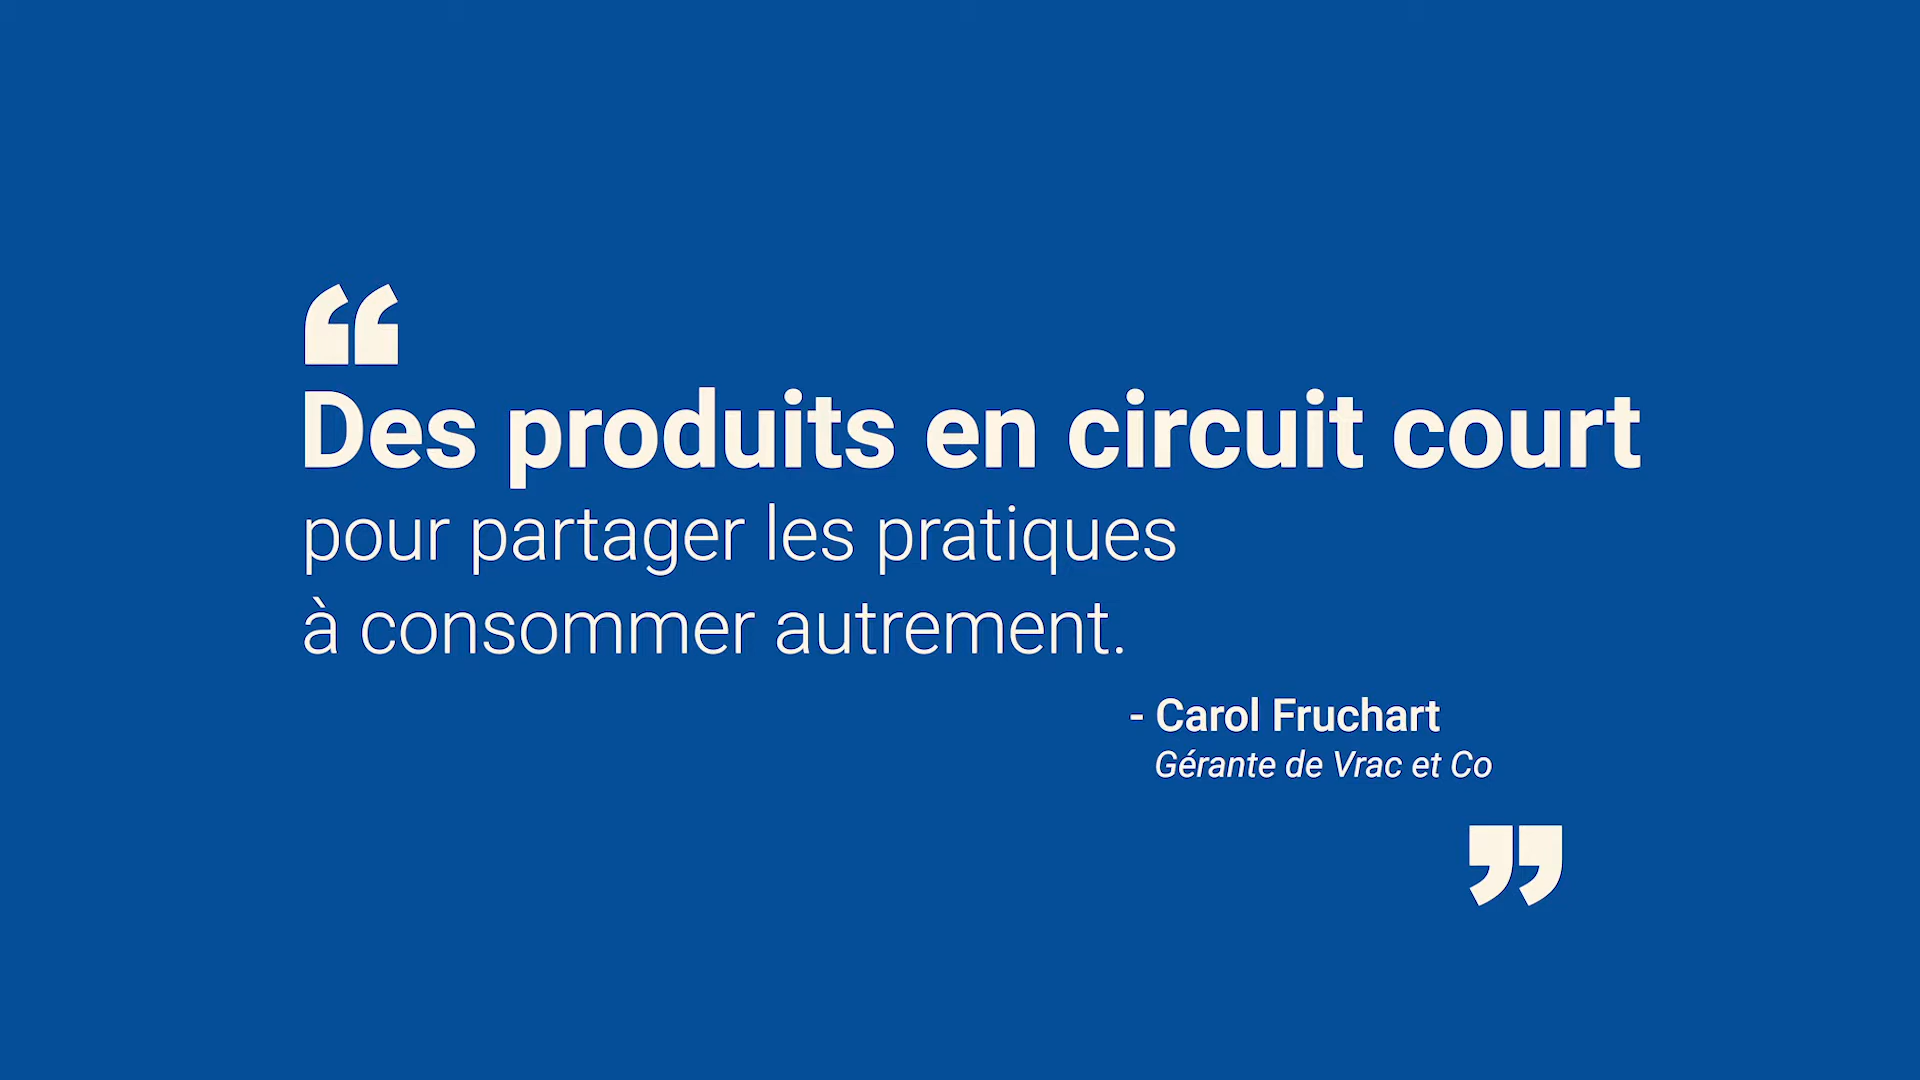 “
Des produits en circuit court
pour partager les pratiques
à consommer autrement.
- Carol Fruchart
Gérante de Vrac et Co
”